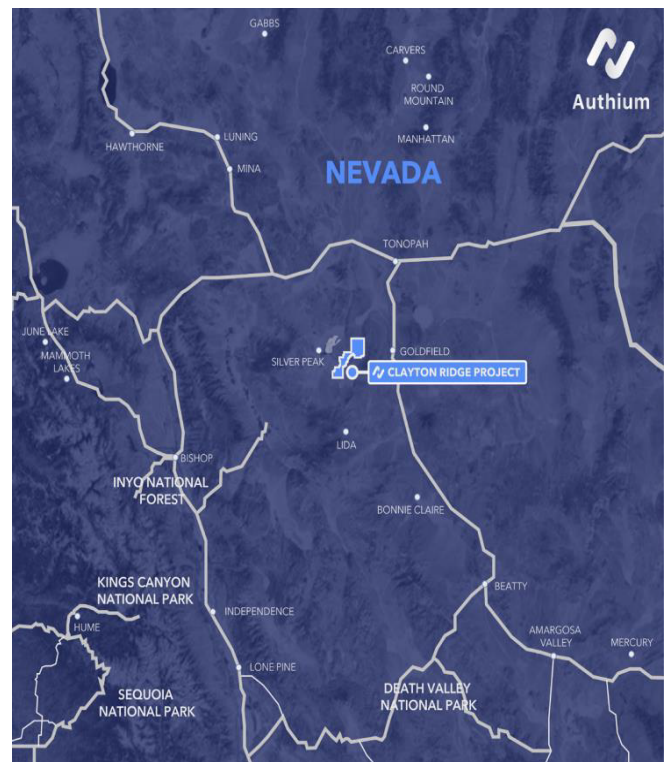 GABBS
CARVERS
ROUND
MOUNTAIN
Authium
HAWTHORNE
LUNING
MANHATTAN
MINA
NEVADA
TONOPAH
JUNE LAKE
MAMMOTH
LAKES
SILVER PEAK
GOLDFIELD
CLAYTON RIDGE PROJECT
LIDA
BISHOP
INYO NATIONAL
FOREST
BONNIE CLAIRE
KINGS CANYON
NATIONAL PARK
BEATTY
HUME
INDEPENDENCE
AMARGOSA
VALLEY
MERCURY
LONE PINE
SEQUOIA
NATIONAL PARK
DEATH VALLEY
NATIONAL PARK